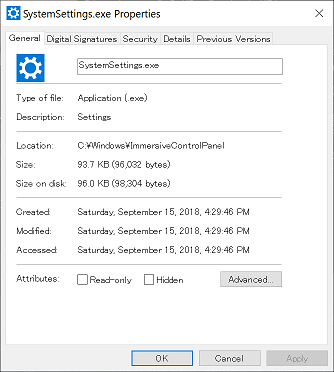 SystemSettings.exe Properties
General Digital Signatures Security Details Previous Versions
SystemSettings.exe
Type of file: Application (.exe)
Description: Settings
Location: C:¥Windows¥ImmersiveControlPanel
Size: 93.7 KB (96,032 bytes)
Size on disk: 96.0 KB (98,304 bytes)
Created: Saturday, September 15, 2018, 4:29:46 PM
Modified: Saturday, September 15, 2018, 4:29:46 PM
Accessed: Saturday, September 15, 2018, 4:29:46 PM
Attributes: Read-only Hidden Advanced...
OK Cancel Apply